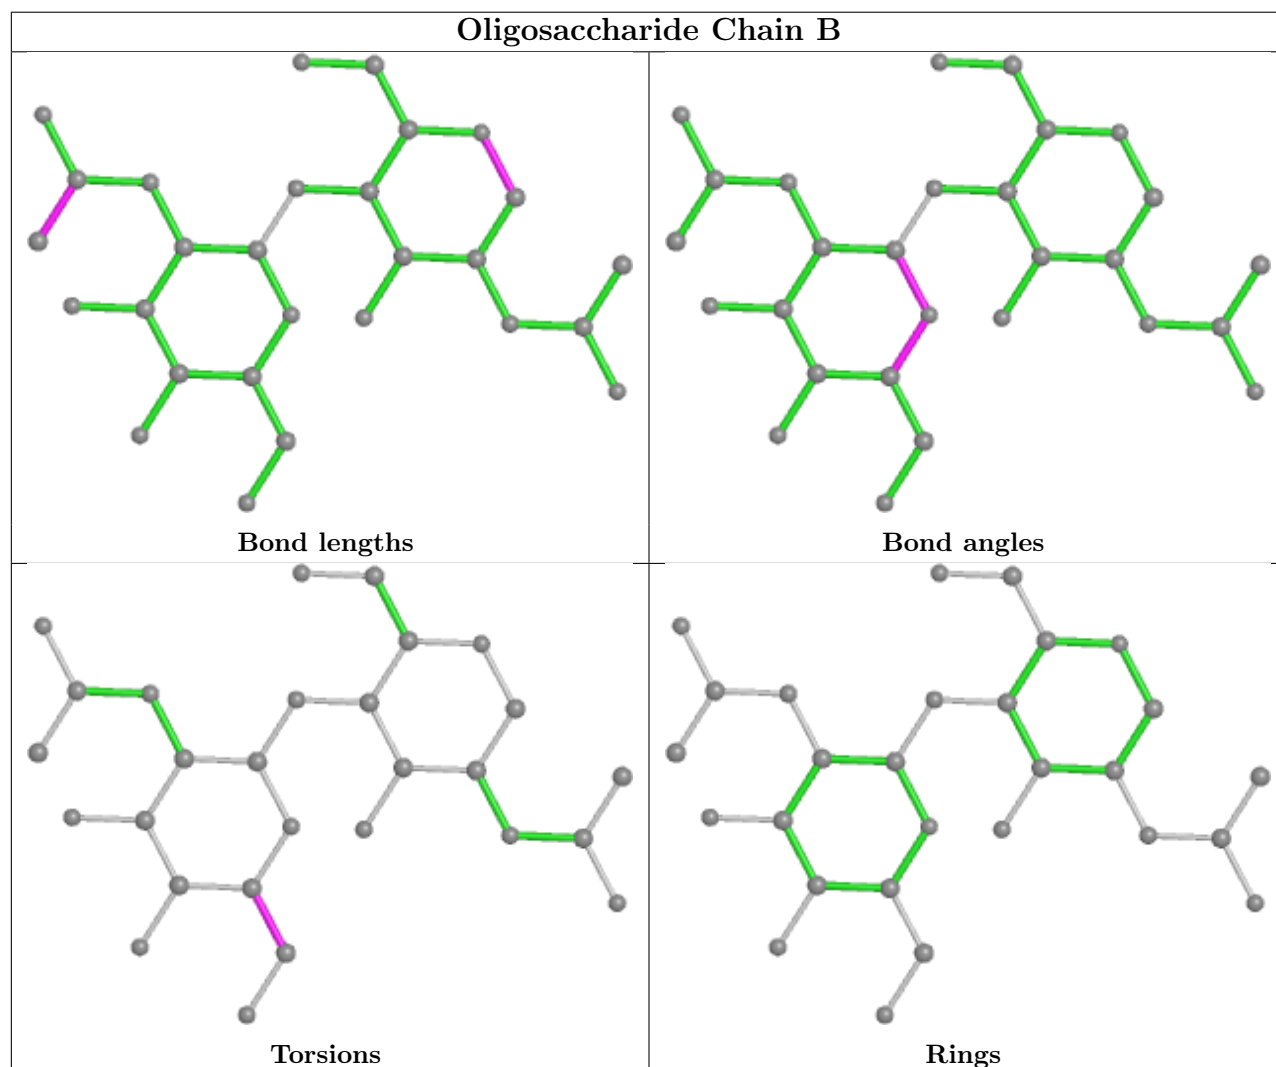 Oligosaccharide Chain B
Bond lengths
Bond angles
Torsions
Rings